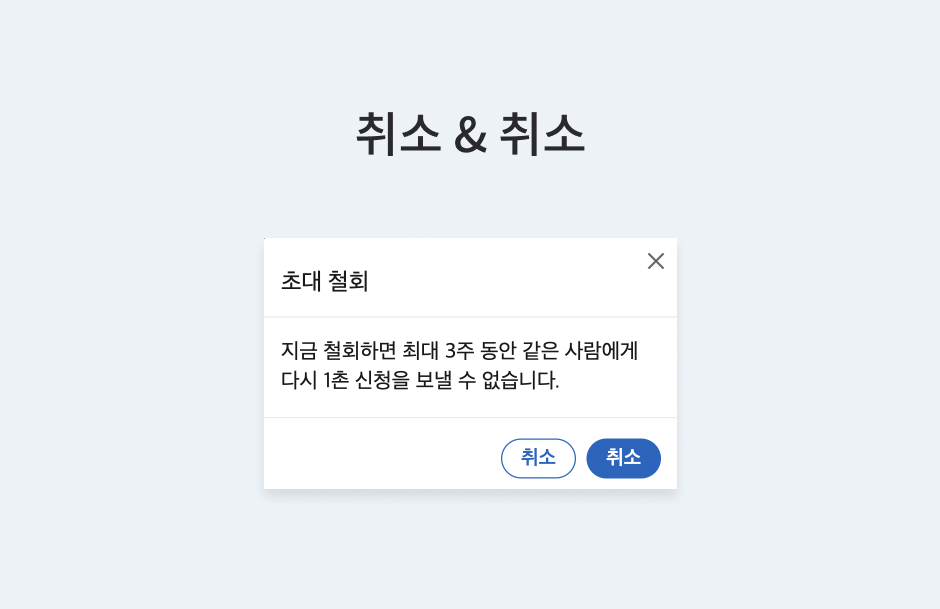 취소 & 취소
초대 철회
지금 철회하면 최대 3주 동안 같은 사람에게
다시 1촌 신청을 보낼 수 없습니다.
취소 취소